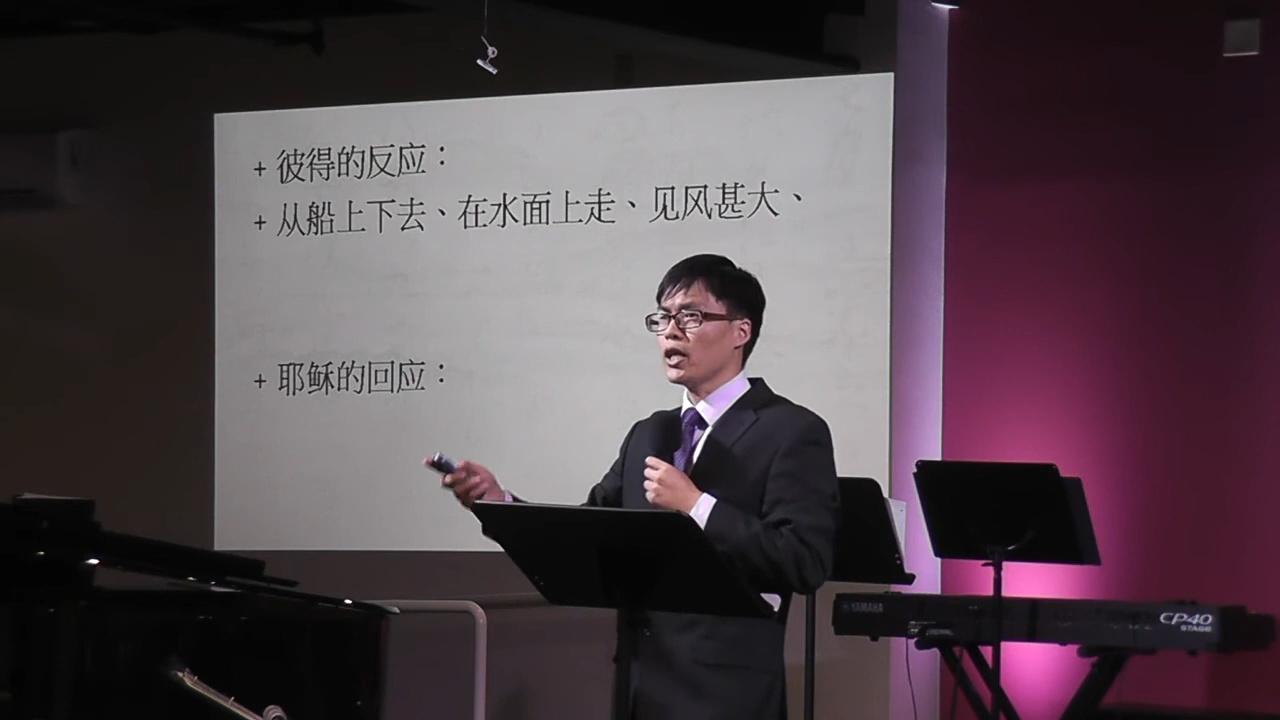 + 彼得的反应：
+ 从船上下去、在水面上走、见风甚大、
+ 耶稣的回应：
YAMAHA
CP40
STAGE